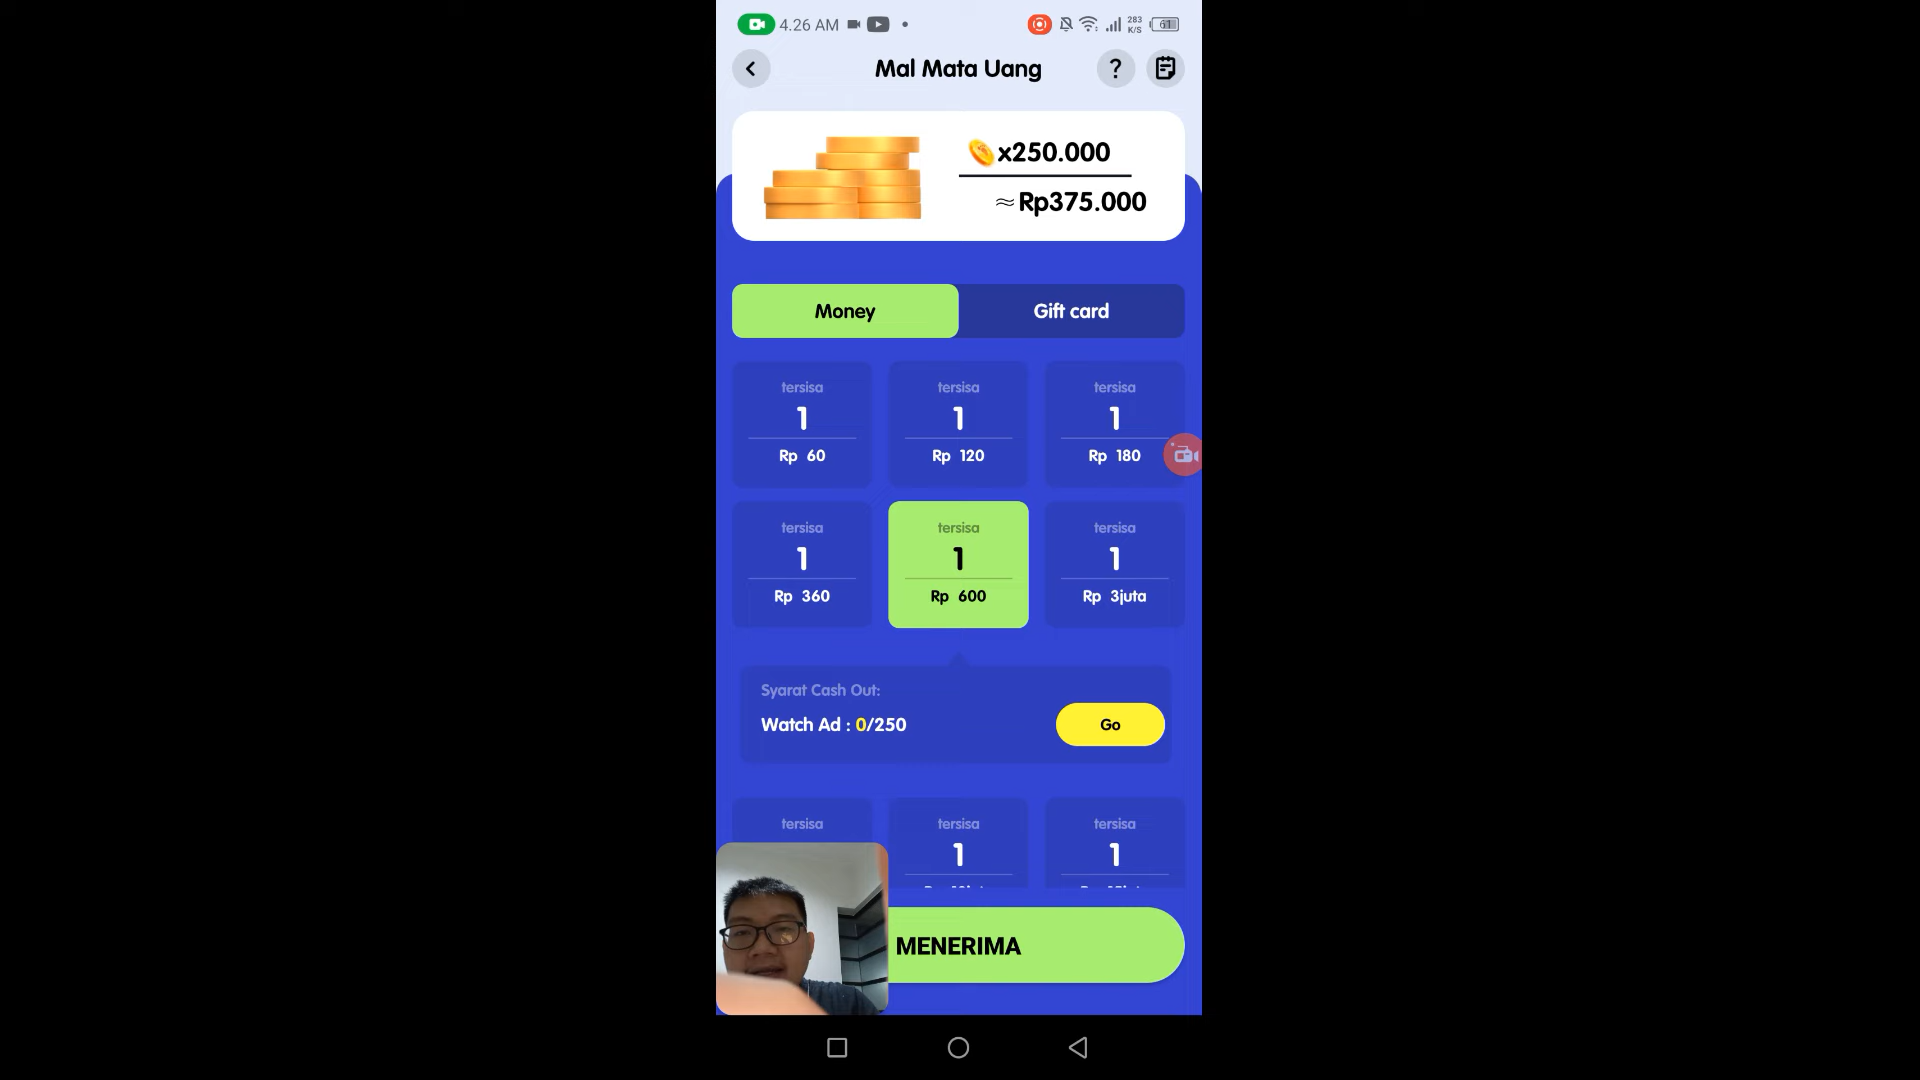 4.26 AM
283
K/S
61
Mal Mata Uang
?
x250.000
≈Rp375.000
Money
Gift card
tersisa
1
Rp 60
tersisa
1
Rp 120
tersisa
1
Rp 180
tersisa
1
Rp 360
tersisa
1
Rp 600
tersisa
1
Rp 3juta
Syarat Cash Out:
Watch Ad : 0/250
Go
tersisa
tersisa
1
tersisa
1
MENERIMA